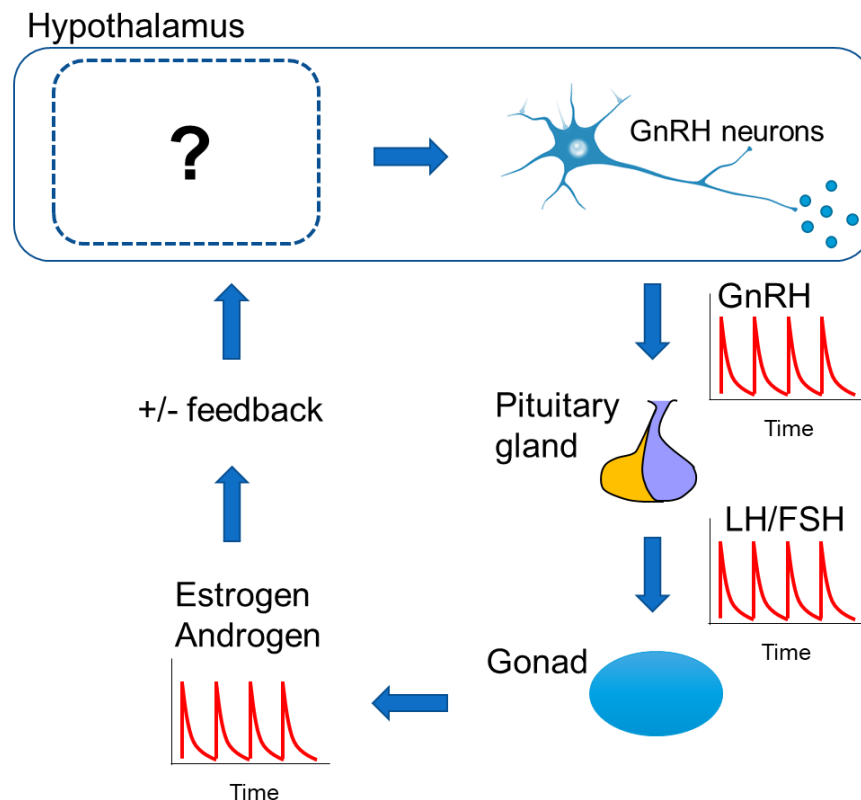 Hypothalamus
?
GnRH neurons
GnRH
Time
+/- feedback
Pituitary
gland
LH/FSH
Time
Estrogen
Androgen
Gonad
Time